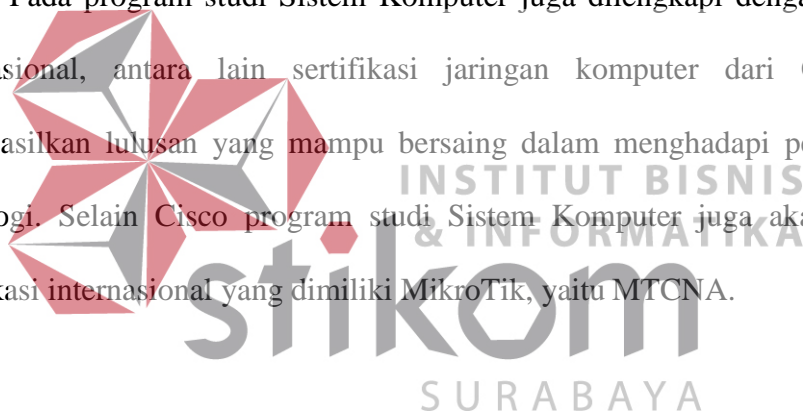 Pada program studi Sistem Komputer juga dilengkapi denga
asional, antara lain sertifikasi jaringan komputer dari
asilkan lulusan yang mampu bersaing dalam menghadapi pe
INSTITUT BISNIS
ogi. Selain Cisco program studi Sistem Komputer juga aka
& INFORMATIKA
stikom
kasi internasional yang dimiliki MikroTik, yaitu MTCNA.
SURABAYA